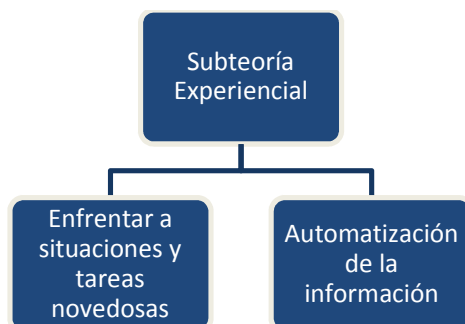 Subteoría
Experiencial
Enfrentar a
situaciones y
tareas
novedosas
Automatización
de la
información